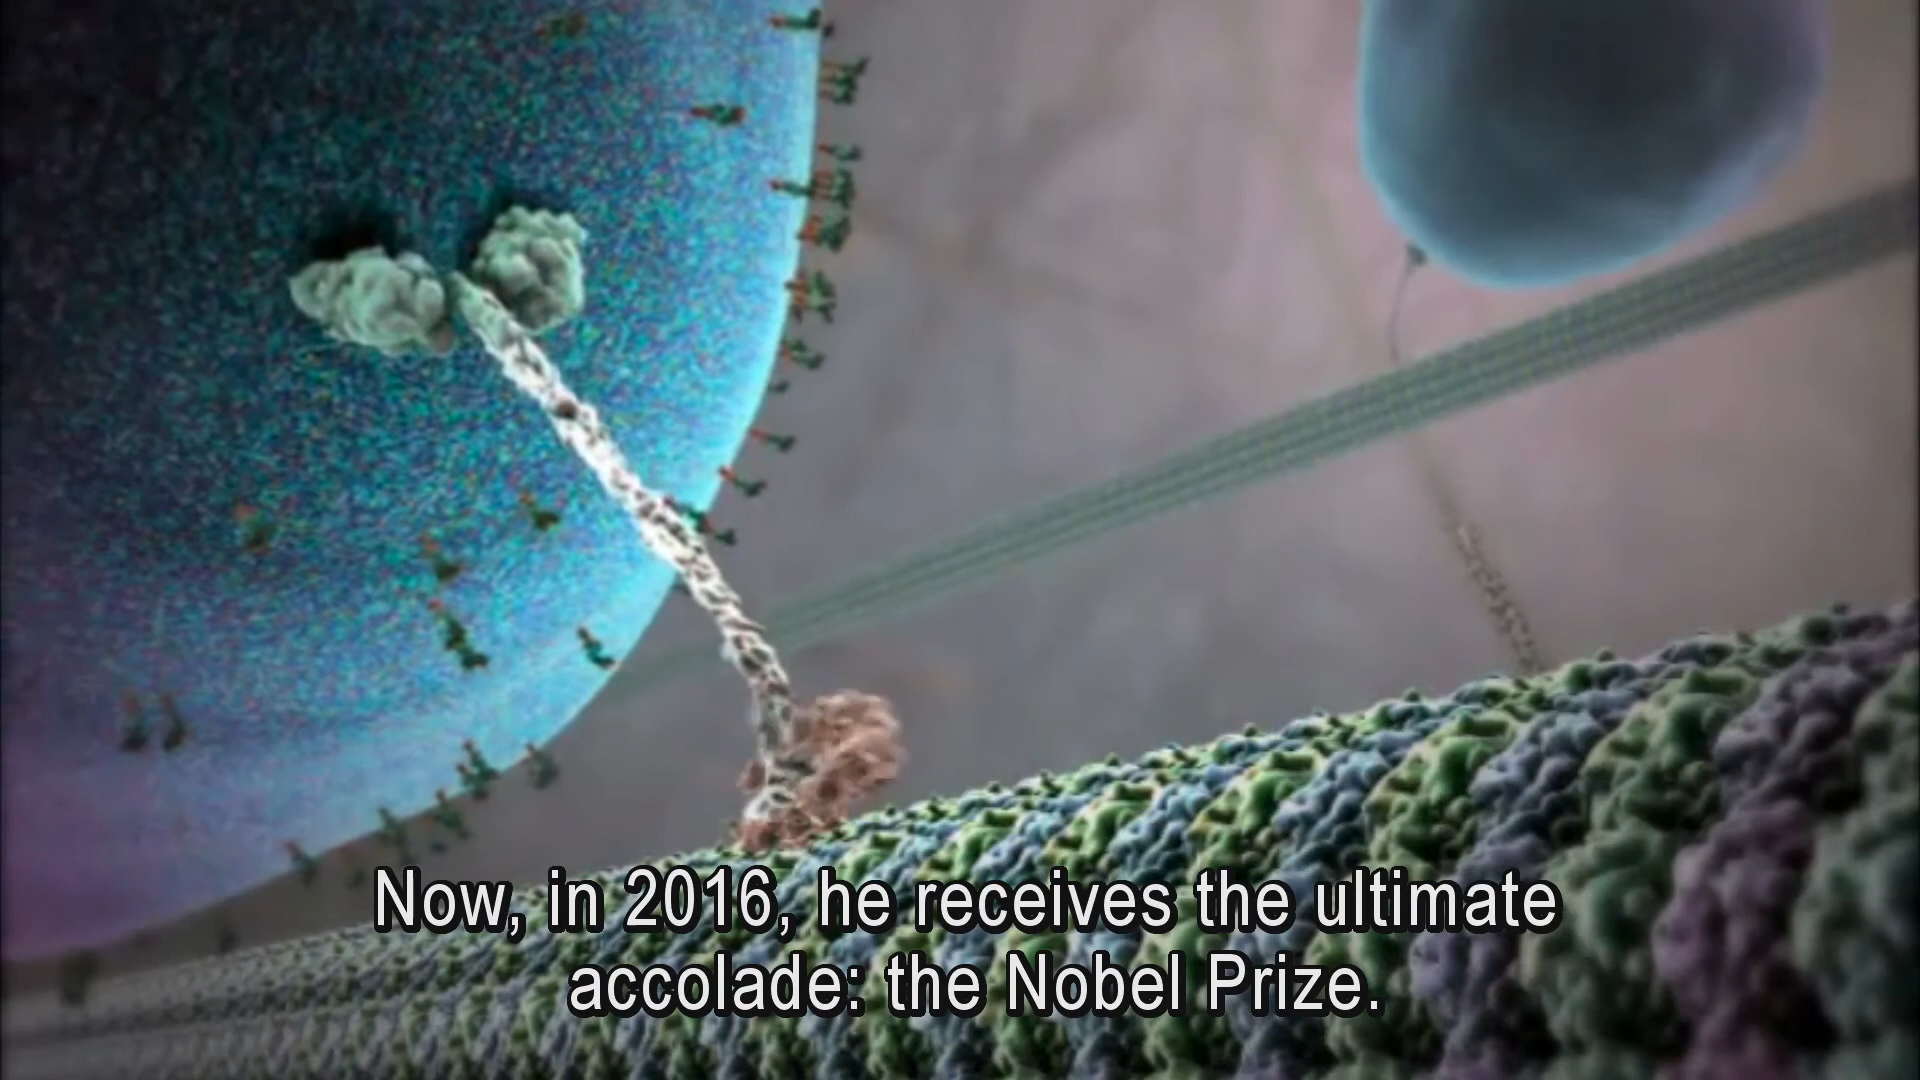 Now, in 2016, he receives the ultimate
accolade: the Nobel Prize.